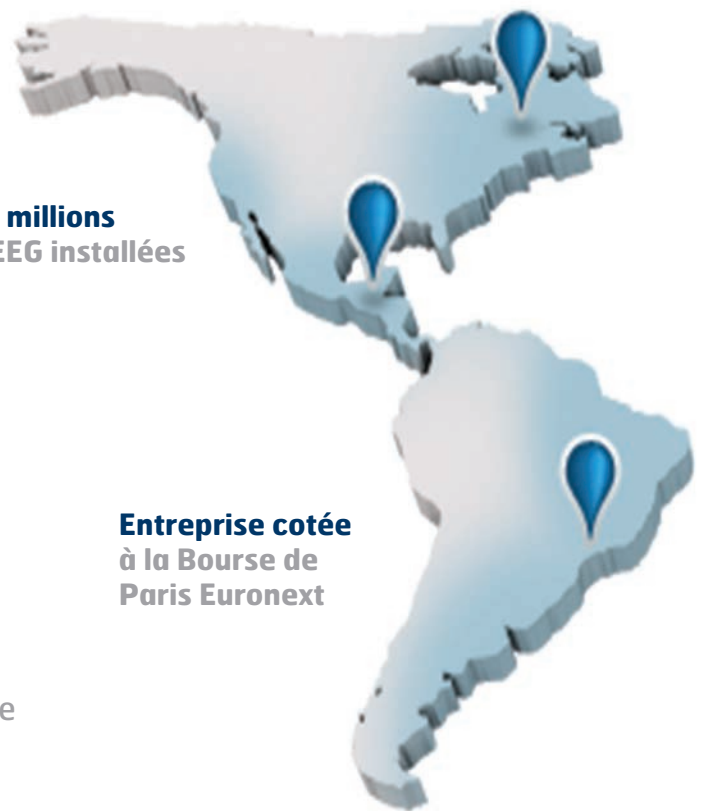 millions
EEG installées
Entreprise cotée
à la Bourse de
Paris Euronext
e